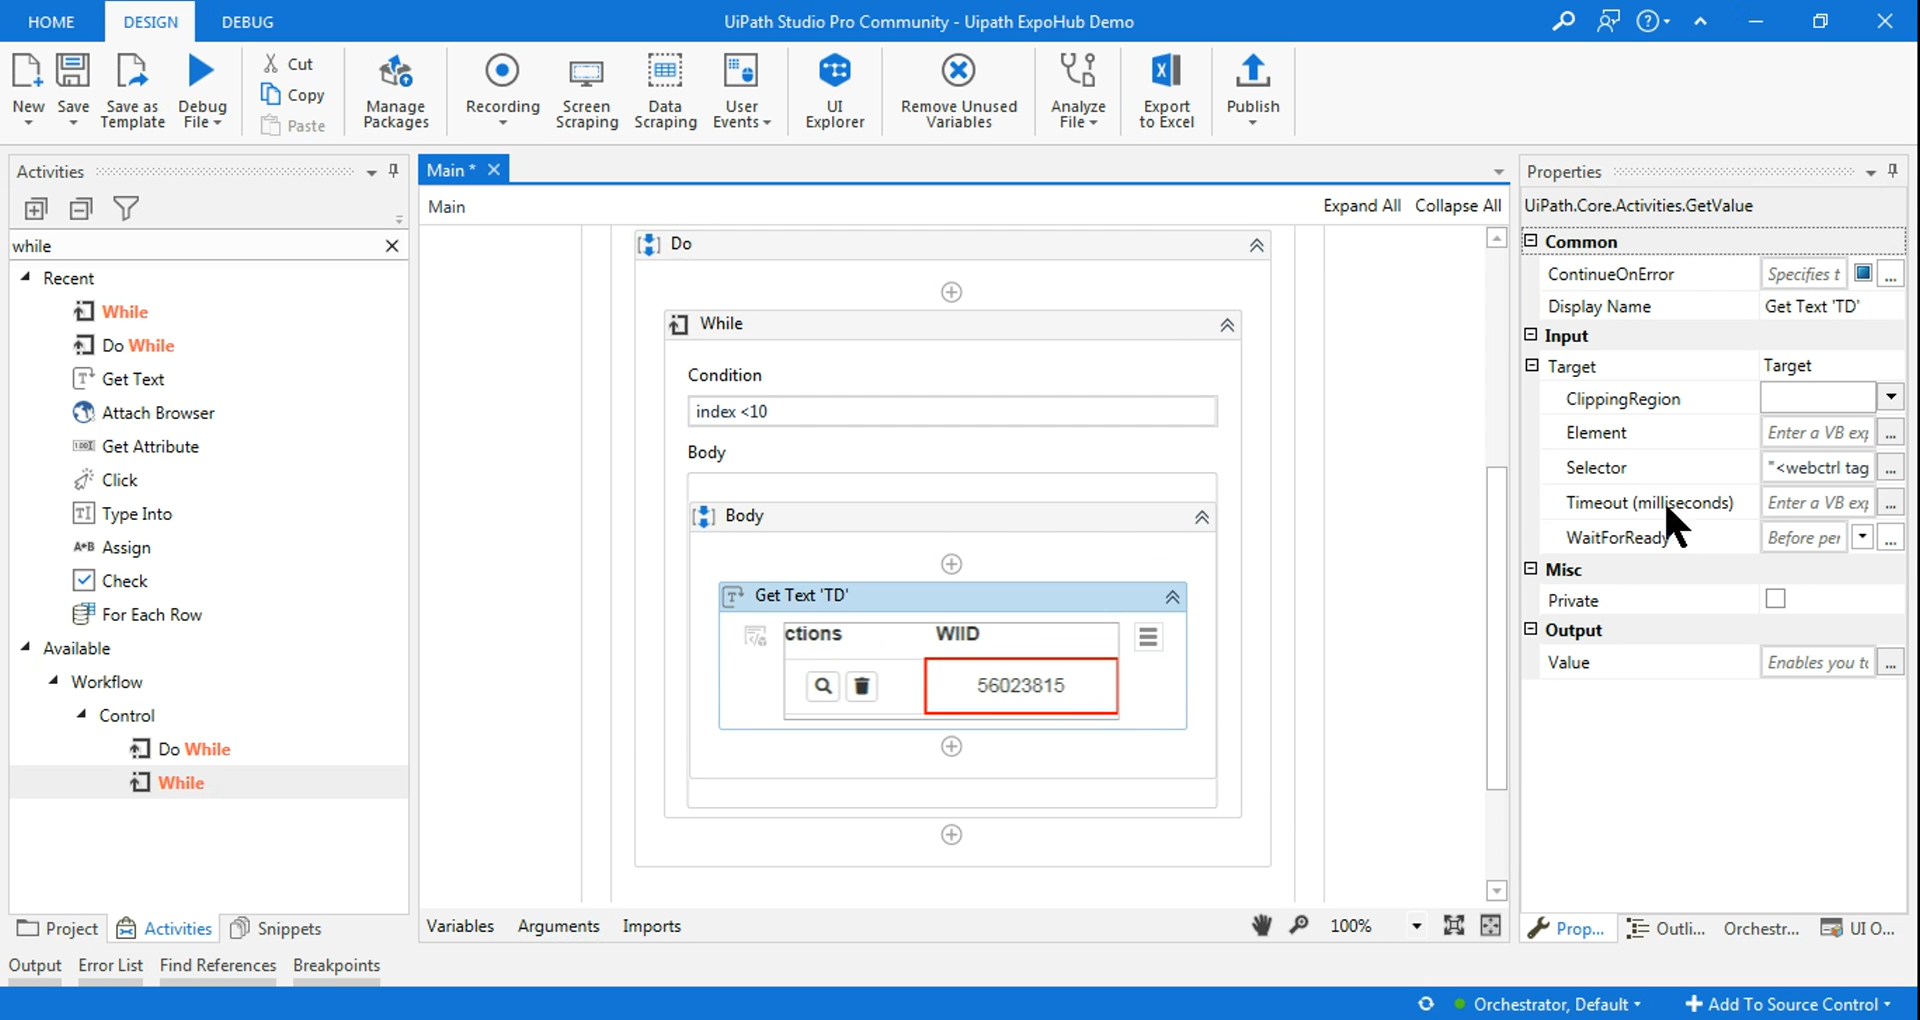 HOME DESIGN DEBUG
UiPath Studio Pro Community - Uipath ExpoHub Demo
New Save Save as Template Debug File
Cut
Copy
Paste
Manage Packages
Recording Screen Scraping Data Scraping User Events
UI Explorer
Remove Unused Variables
Analyze File
Export to Excel
Publish
Activities
while
Recent
While
Do While
Get Text
Attach Browser
Get Attribute
Click
Type Into
A*B Assign
Check
For Each Row
Available
Workflow
Control
Do While
While
Project Activities Snippets
Main *
Main Expand All Collapse All
Do
While
Condition
index <10
Body
Body
Get Text 'TD'
ctions WIID
56023815
Variables Arguments Imports 100%
Properties
UiPath.Core.Activities.GetValue
Common
ContinueOnError Specifies t ...
Display Name Get Text 'TD'
Input
Target Target
ClippingRegion
Element Enter a VB exp ...
Selector "<webctrl tag ...
Timeout (milliseconds) Enter a VB exp ...
WaitForReady Before per ...
Misc
Private
Output
Value Enables you to ...
Prop... Outli... Orchestr... UI O...
Output Error List Find References Breakpoints
Orchestrator, Default Add To Source Control